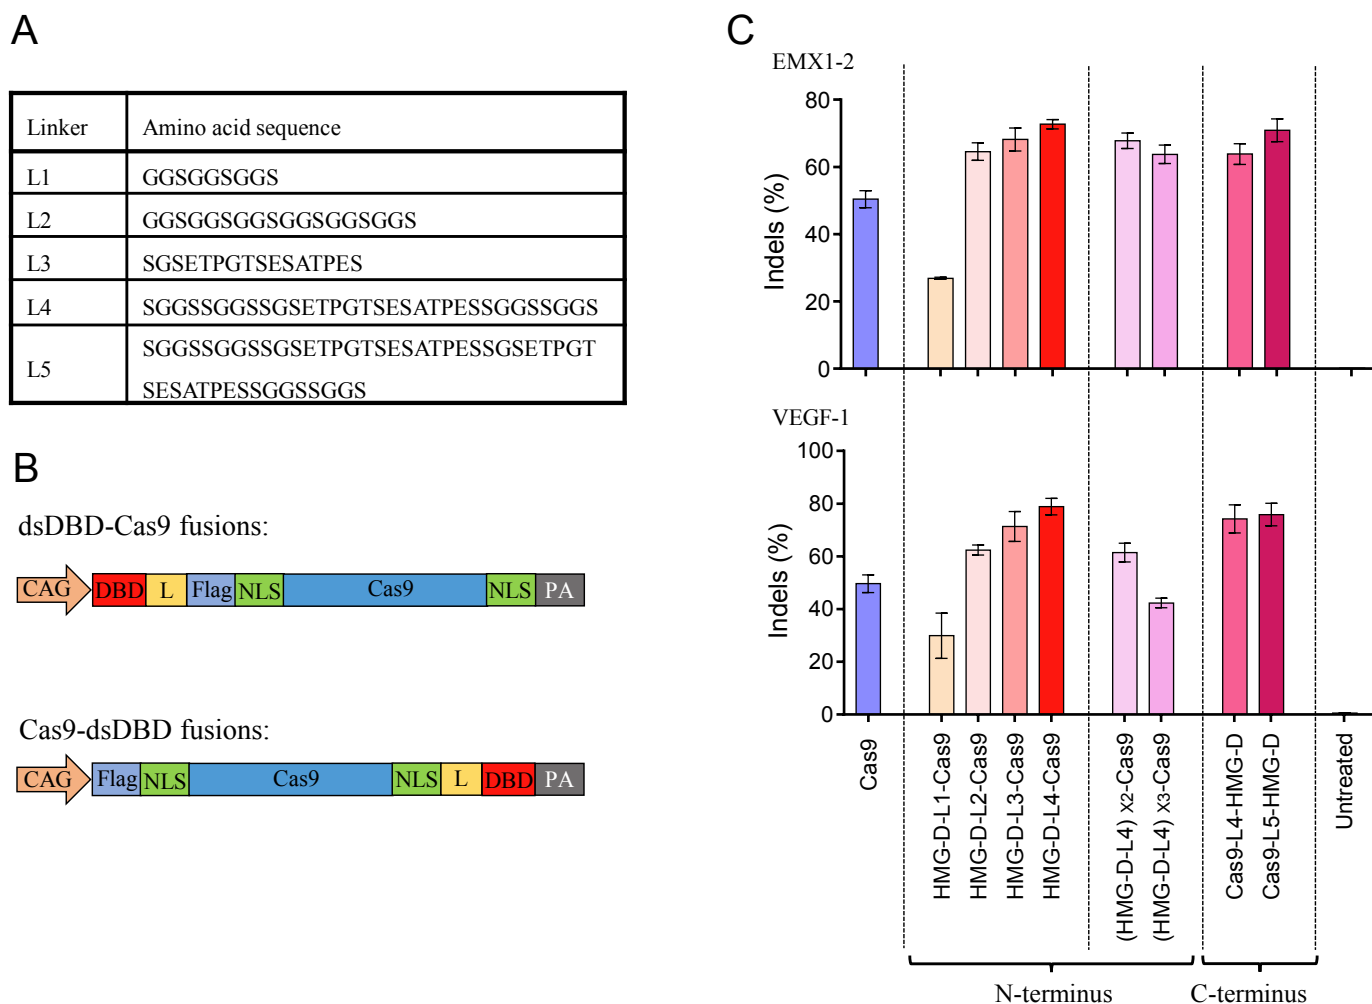 A
Linker Amino acid sequence
L1 GGSGGSGGS
L2 GGSGGSGGSGGSGGSGGS
L3 SGSETPGTSESATPES
L4 SGGSSGGSSGSETPGTSESATPESSGGSSGGS
L5 SGGSSGGSSGSETPGTSESATPESSGSETPGT
SESATPESSGGSSGGS
B
dsDBD-Cas9 fusions:
CAG DBD L Flag NLS Cas9 NLS PA
Cas9-dsDBD fusions:
CAG Flag NLS Cas9 NLS L DBD PA
C
EMX1-2
Indels (%)
80
60
40
20
0
VEGF-1
Indels (%)
100
80
60
40
20
0
Cas9
HMG-D-L1-Cas9
HMG-D-L2-Cas9
HMG-D-L3-Cas9
HMG-D-L4-Cas9
(HMG-D-L4) X2-Cas9
(HMG-D-L4) X3-Cas9
Cas9-L4-HMG-D
Cas9-L5-HMG-D
Untreated
N-terminus
C-terminus